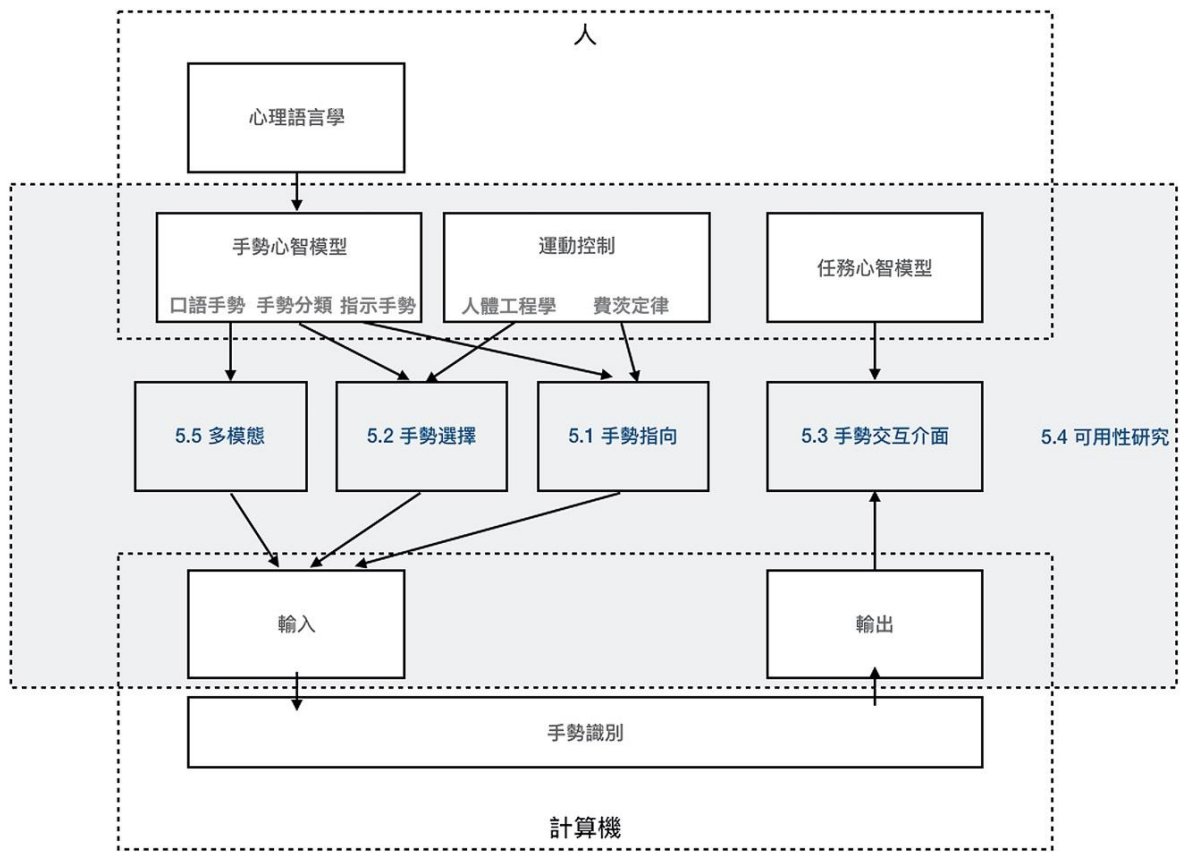 人
心理語言學
手勢心智模型
口語手勢 手勢分類 指示手勢
運動控制
人體工程學 費茨定律
任務心智模型
5.5 多模態
5.2 手勢選擇
5.1 手勢指向
5.3 手勢交互介面
5.4 可用性研究
輸入
輸出
手勢識別
計算機